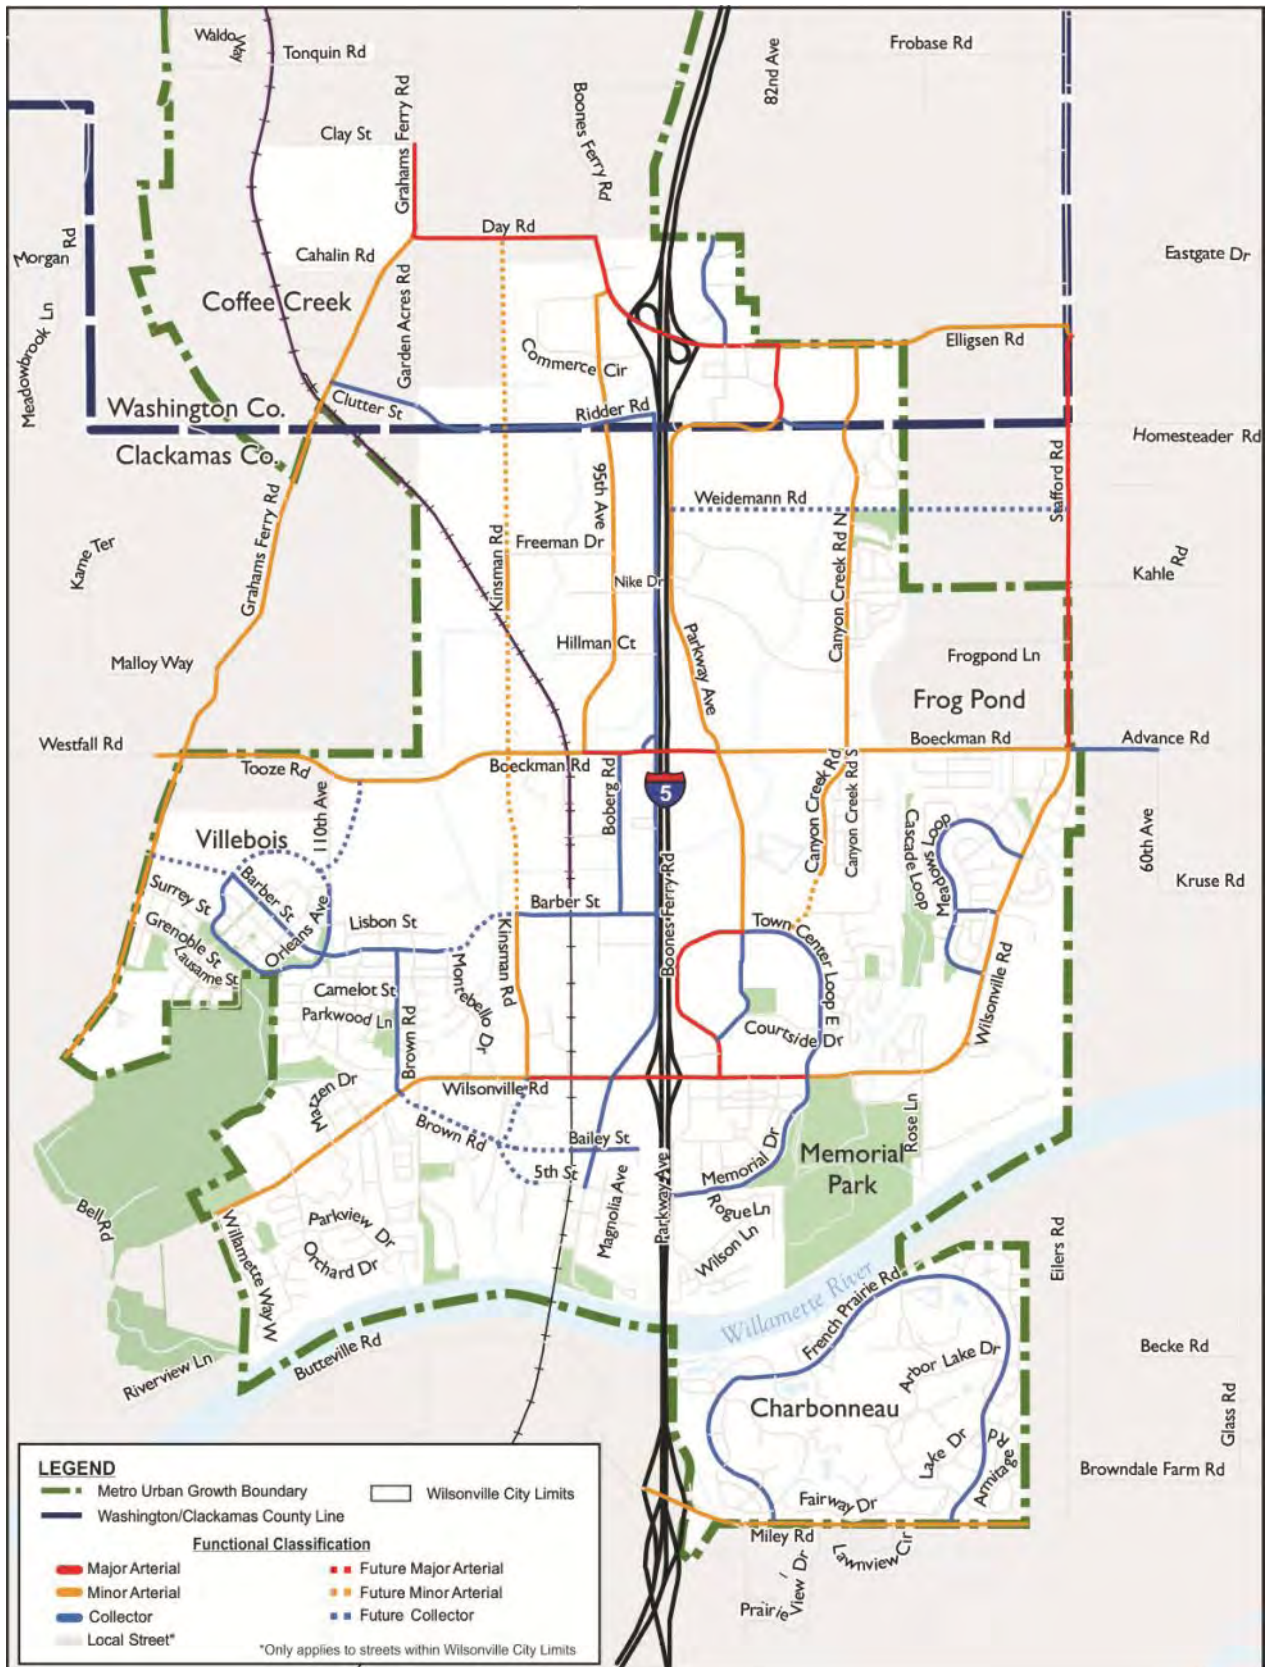 Waldo Way
Tonquin Rd
Frobase Rd
82nd Ave
Grahams Ferry Rd
Boones Ferry Rd
Clay St
Day Rd
Morgan Rd
Cahalin Rd
Eastgate Dr
Coffee Creek
Garden Acres Rd
Meadowbrook Ln
Elligsen Rd
Commerce Cir
Washington Co.
Clutter St
Ridder Rd
Clackamas Co.
Homesteader Rd
Stafford Rd
95th Ave
Weidemann Rd
Grahams Ferry Rd
Kinsman Rd
Freeman Dr
Canyon Creek Rd N
Kame Ter
Nike Dr
Kahle Rd
Hillman Ct
Parkway Ave
Malloy Way
Frogpond Ln
Frog Pond
Westfall Rd
Boeckman Rd
Advance Rd
Tooze Rd
Boeckman Rd
Boberg Rd
5
Canyon Creek Rd
Canyon Creek Rd S
110th Ave
Villebois
Cascade Loop
Meadows Loop
60th Ave
Kruse Rd
Surrey St
Barber St
Orleans Ave
Barber St
Boones Ferry Rd
Lisbon St
Grenoble St
Lausanne St
Kinsman Rd
Town Center Loop E
Wilsonville Rd
Camelot St
Montebello Dr
Parkwood Ln
Brown Rd
Courtside Dr
Matzen Dr
Wilsonville Rd
Rose Ln
Brown Rd
Bailey St
Memorial Dr
Memorial
Park
5th St
Magnolia Ave
Parkway Ave
Rogue Ln
Wilson Ln
Bell Rd
Willamette Way W
Parkview Dr
Orchard Dr
Eilers Rd
Willamette River
French Prairie Rd
Butteville Rd
Riverview Ln
Becke Rd
Arbor Lake Dr
Charbonneau
Glass Rd
Lake Dr
Armitage Rd
Browndale Farm Rd
Fairway Dr
Miley Rd
Lawnview Cir
Prairie View Dr
LEGEND
Metro Urban Growth Boundary
Wilsonville City Limits
Washington/Clackamas County Line
Functional Classification
Major Arterial
Future Major Arterial
Minor Arterial
Future Minor Arterial
Collector
Future Collector
Local Street*
*Only applies to streets within Wilsonville City Limits